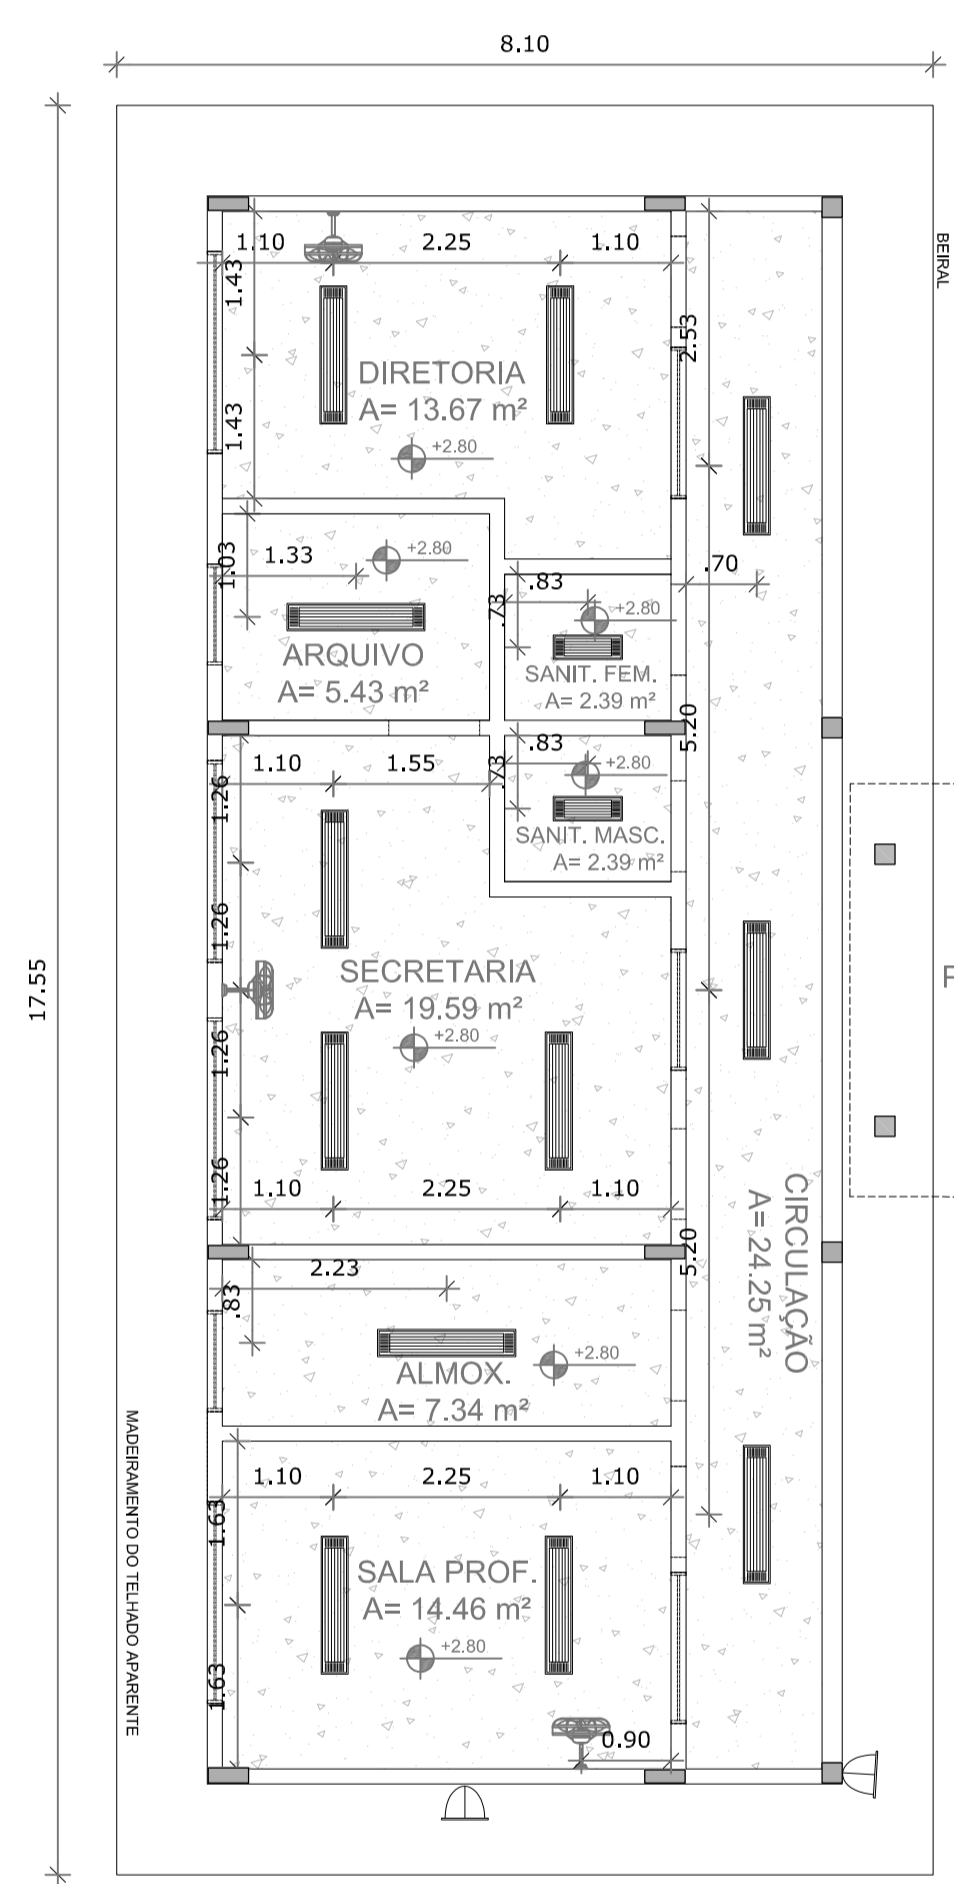 8.10
17.55
BEIRAL
1.10
2.25
1.10
1.43
1.43
2.53
DIRETORIA
A= 13.67 m²
+2.80
1.33
1.03
+2.80
ARQUIVO
A= 5.43 m²
.83
.73
+2.80
SANIT. FEM.
A= 2.39 m²
.70
5.20
1.10
1.55
.83
.73
+2.80
SANIT. MASC.
A= 2.39 m²
1.26
1.26
1.26
1.26
SECRETARIA
A= 19.59 m²
+2.80
1.10
2.25
1.10
P
CIRCULAÇÃO
A= 24.25 m²
5.20
2.23
.83
+2.80
ALMOX.
A= 7.34 m²
MADEIRAMENTO DO TELHADO APARENTE
1.10
2.25
1.10
1.63
1.63
SALA PROF.
A= 14.46 m²
+2.80
0.90